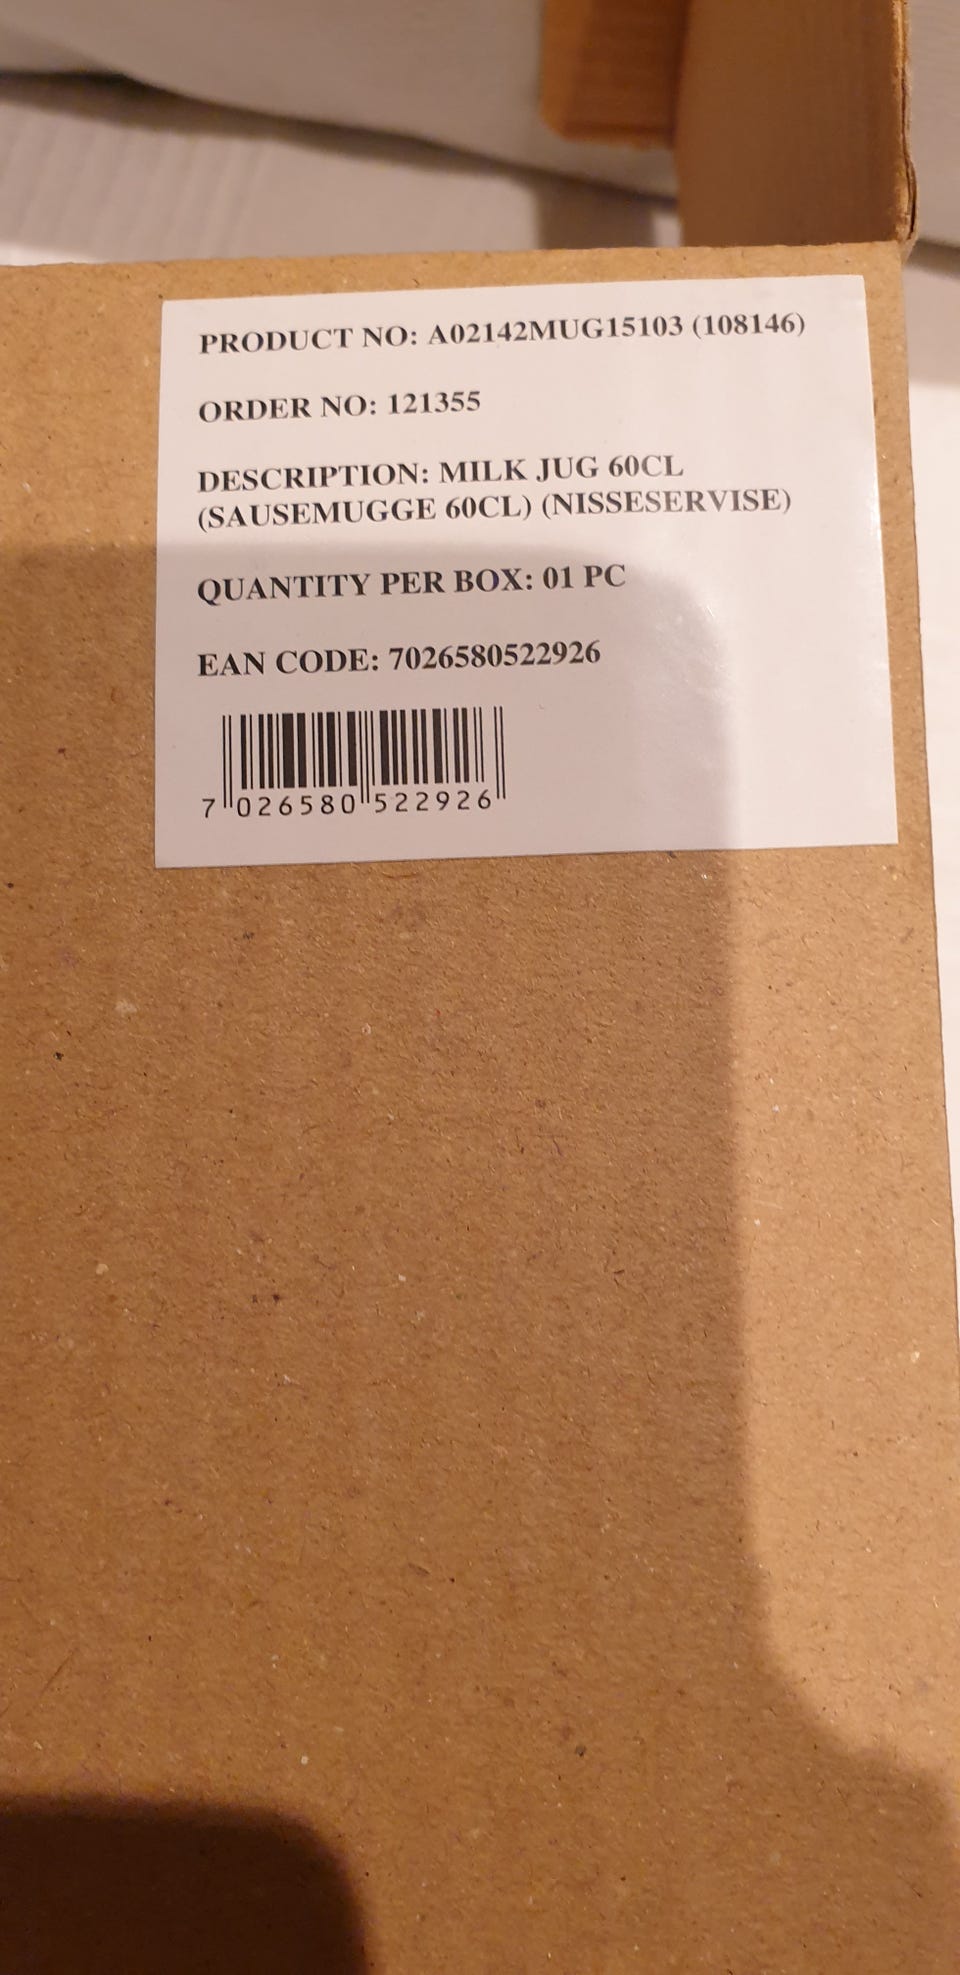 PRODUCT NO: A02142MUG15103 (108146)
ORDER NO: 121355
DESCRIPTION: MILK JUG 60CL
(SAUSEMUGGE 60CL) (NISSESERVISE)
QUANTITY PER BOX: 01 PC
EAN CODE: 7026580522926
7 026580 522926